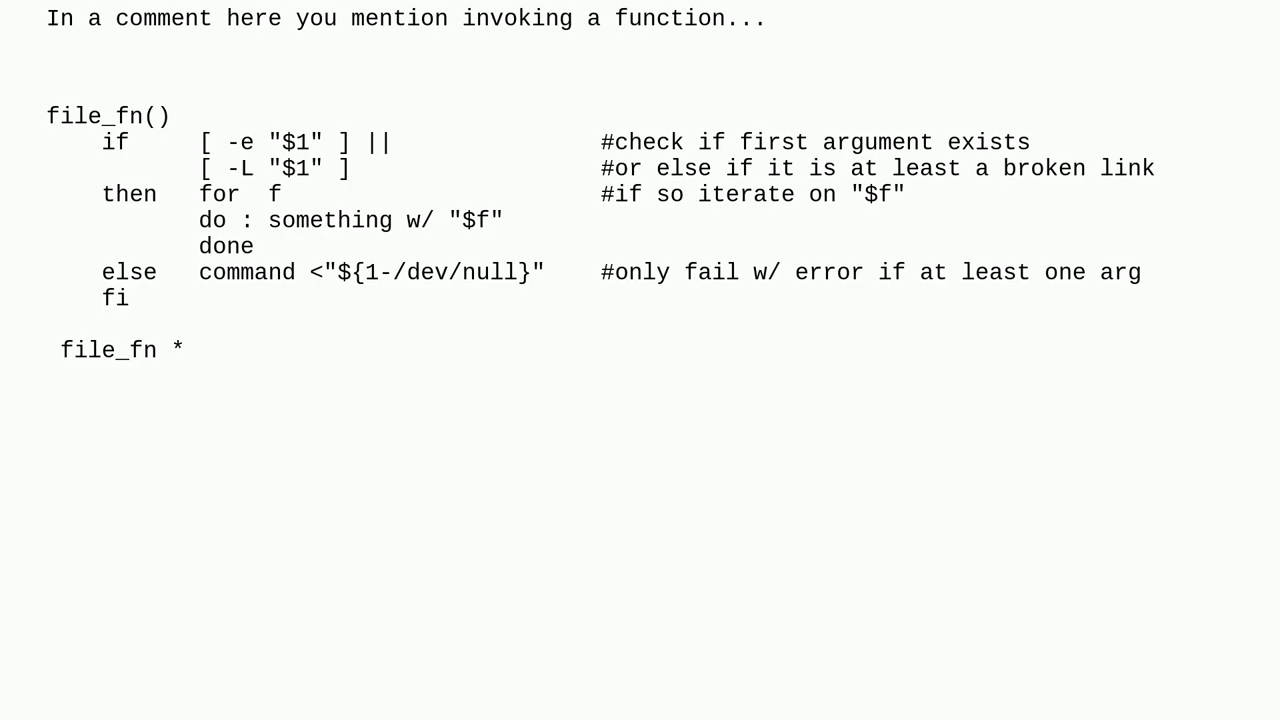 In a comment here you mention invoking a function...
file_fn()
    if     [ -e "$1" ] ||               #check if first argument exists
           [ -L "$1" ]                  #or else if it is at least a broken link
    then   for  f                       #if so iterate on "$f"
           do : something w/ "$f"
           done
    else   command <"${1-/dev/null}"    #only fail w/ error if at least one arg
    fi
 file_fn *